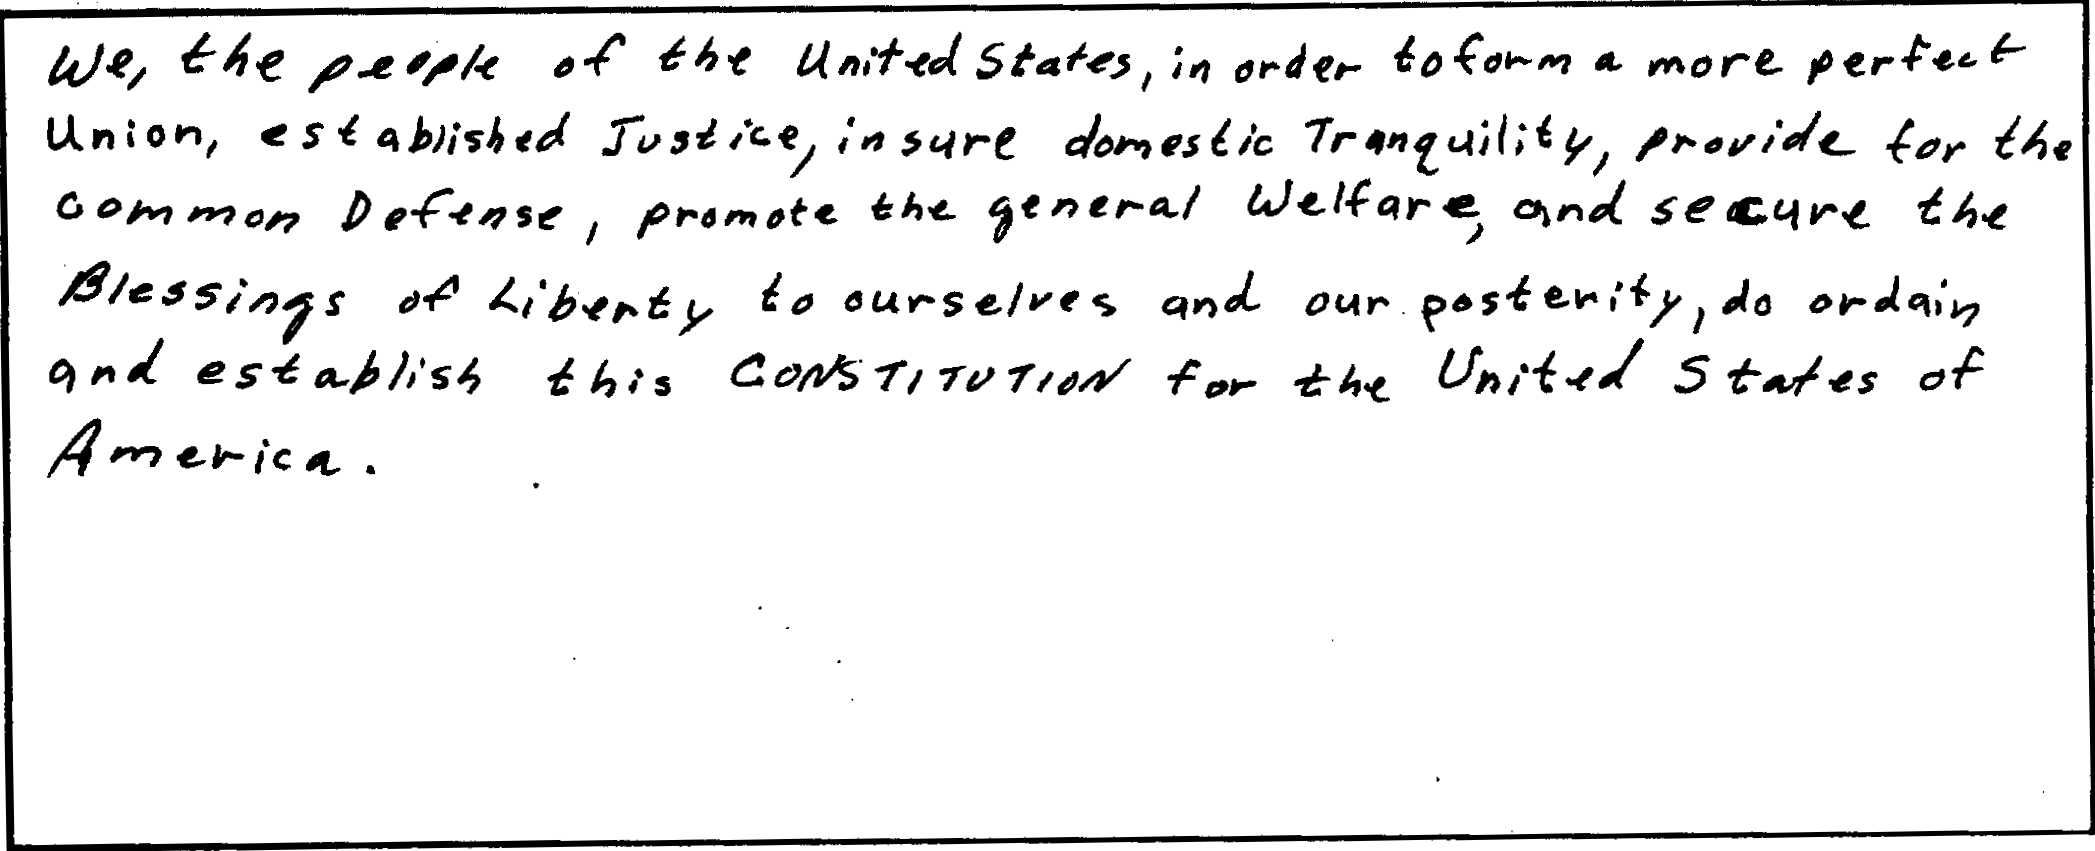 We, the people of the United States, in order to form a more perfect
Union, established Justice, insure domestic Tranquility, provide for the
common Defense, promote the general Welfare, and secure the
Blessings of Liberty to ourselves and our posterity, do ordain
and establish this CONSTITUTION for the United States of
America.